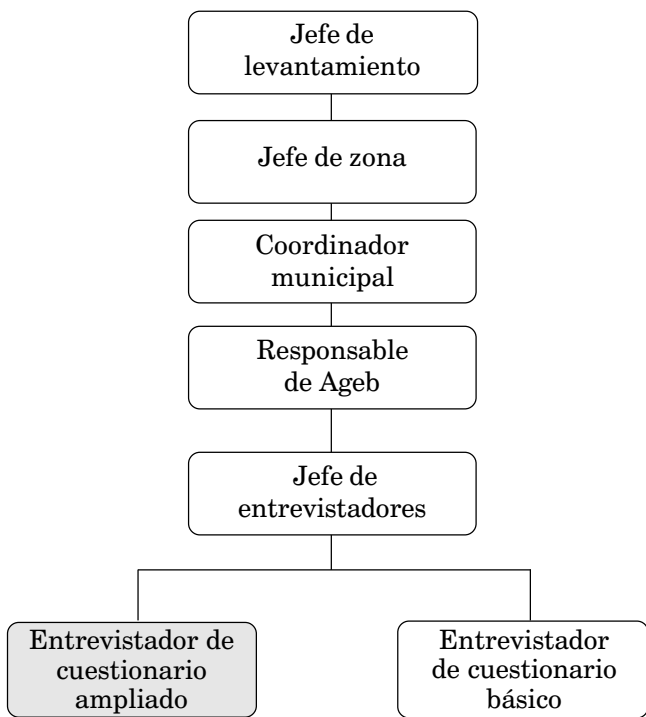 Jefe de
levantamiento
Jefe de zona
Coordinador
municipal
Responsable
de Ageb
Jefe de
entrevistadores
Entrevistador de
cuestionario
ampliado
Entrevistador
de cuestionario
básico